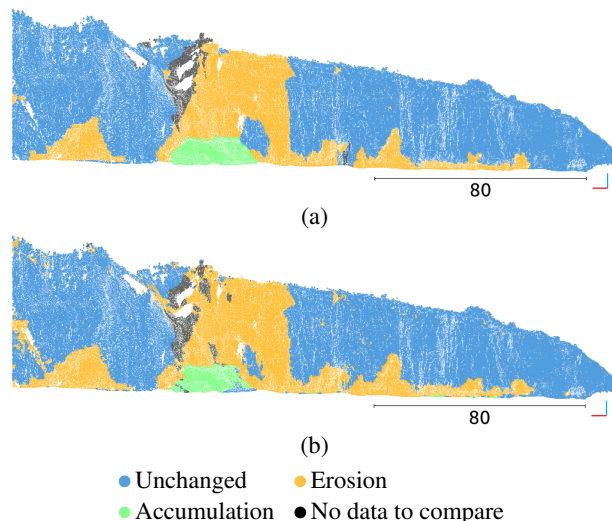 80
(a)
80
(b)
Unchanged Erosion
Accumulation No data to compare